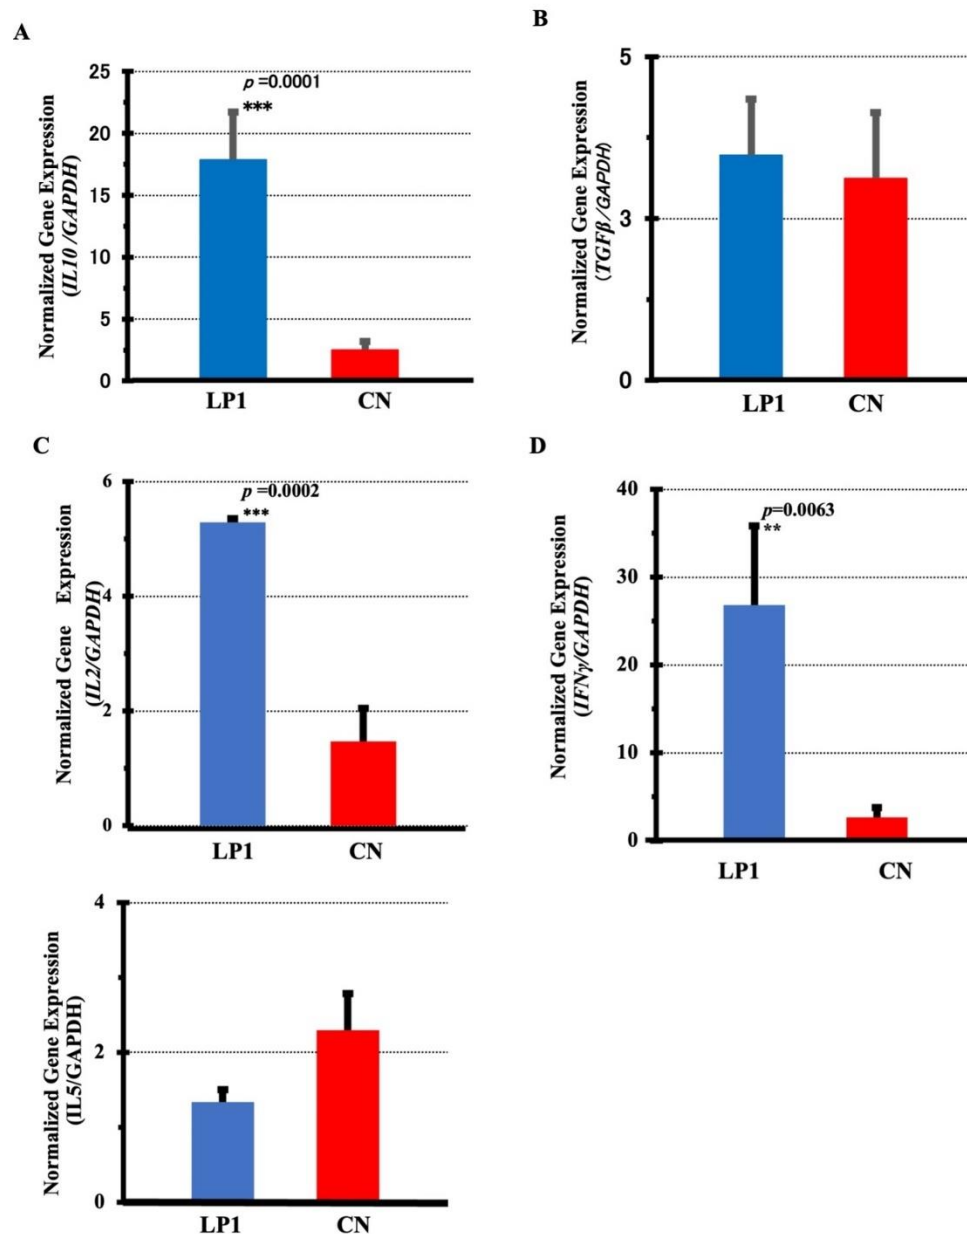 A
Normalized Gene Expression
(IL10/GAPDH)
25
20
15
10
5
0
p =0.0001
***
LP1 CN
B
Normalized Gene Expression
(TGFβ/GAPDH)
5
3
0
LP1 CN
C
Normalized Gene Expression
(IL2/GAPDH)
6
4
2
0
p =0.0002
***
LP1 CN
D
Normalized Gene Expression
(IFNγ/GAPDH)
40
30
20
10
0
p=0.0063
**
LP1 CN
Normalized Gene Expression
(IL5/GAPDH)
4
2
0
LP1 CN